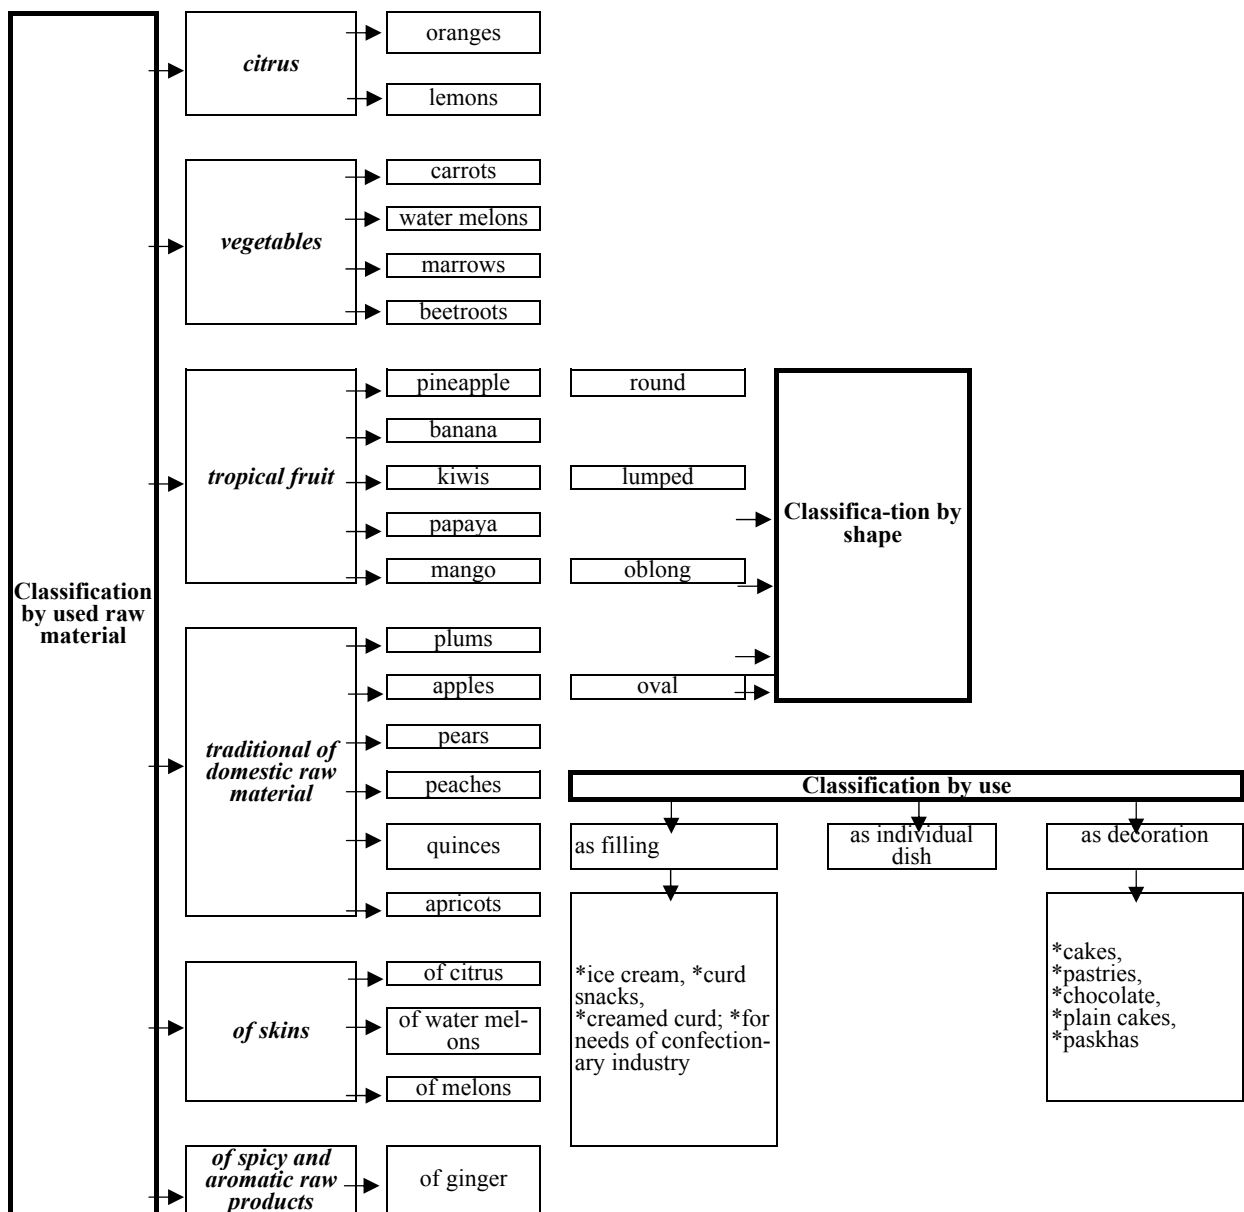 Classification
by used raw
material
citrus
oranges
lemons
vegetables
carrots
water melons
marrows
beetroots
tropical fruit
pineapple
banana
kiwis
papaya
mango
traditional of
domestic raw
material
plums
apples
pears
peaches
quinces
apricots
of skins
of citrus
of water mel-
ons
of melons
of spicy and
aromatic raw
products
of ginger
round
lumped
oblong
oval
Classifica-tion by
shape
Classification by use
as filling
as individual
dish
as decoration
*ice cream, *curd
snacks,
*creamed curd; *for
needs of confection-
ary industry
*cakes,
*pastries,
*chocolate,
*plain cakes,
*paskhas